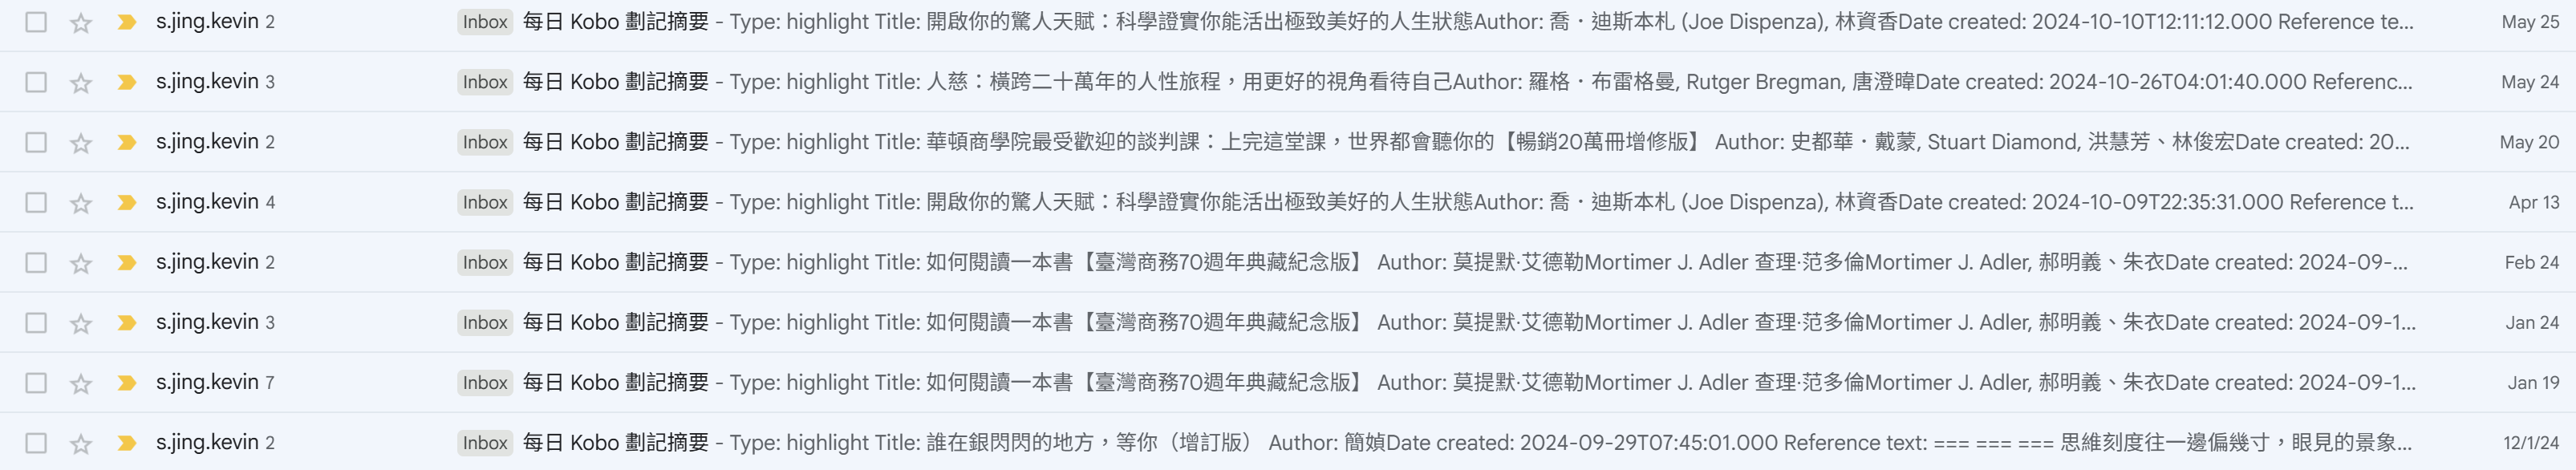 s.jing.kevin 2 Inbox 每日 Kobo 劃記摘要 - Type: highlight Title: 開啟你的驚人天賦：科學證實你能活出極致美好的人生狀態Author: 喬．迪斯本札 (Joe Dispenza), 林資香Date created: 2024-10-10T12:11:12.000 Reference te... May 25
s.jing.kevin 3 Inbox 每日 Kobo 劃記摘要 - Type: highlight Title: 人慈：橫跨二十萬年的人性旅程，用更好的視角看待自己Author: 羅格．布雷格曼, Rutger Bregman, 唐澄暐Date created: 2024-10-26T04:01:40.000 Referenc... May 24
s.jing.kevin 2 Inbox 每日 Kobo 劃記摘要 - Type: highlight Title: 華頓商學院最受歡迎的談判課：上完這堂課，世界都會聽你的【暢銷20萬冊增修版】 Author: 史都華．戴蒙, Stuart Diamond, 洪慧芳、林俊宏Date created: 20... May 20
s.jing.kevin 4 Inbox 每日 Kobo 劃記摘要 - Type: highlight Title: 開啟你的驚人天賦：科學證實你能活出極致美好的人生狀態Author: 喬．迪斯本札 (Joe Dispenza), 林資香Date created: 2024-10-09T22:35:31.000 Reference t... Apr 13
s.jing.kevin 2 Inbox 每日 Kobo 劃記摘要 - Type: highlight Title: 如何閱讀一本書【臺灣商務70週年典藏紀念版】 Author: 莫提默·艾德勒Mortimer J. Adler 查理·范多倫Mortimer J. Adler, 郝明義、朱衣Date created: 2024-09-... Feb 24
s.jing.kevin 3 Inbox 每日 Kobo 劃記摘要 - Type: highlight Title: 如何閱讀一本書【臺灣商務70週年典藏紀念版】 Author: 莫提默·艾德勒Mortimer J. Adler 查理·范多倫Mortimer J. Adler, 郝明義、朱衣Date created: 2024-09-1... Jan 24
s.jing.kevin 7 Inbox 每日 Kobo 劃記摘要 - Type: highlight Title: 如何閱讀一本書【臺灣商務70週年典藏紀念版】 Author: 莫提默·艾德勒Mortimer J. Adler 查理·范多倫Mortimer J. Adler, 郝明義、朱衣Date created: 2024-09-1... Jan 19
s.jing.kevin 2 Inbox 每日 Kobo 劃記摘要 - Type: highlight Title: 誰在銀閃閃的地方，等你（增訂版） Author: 簡媜Date created: 2024-09-29T07:45:01.000 Reference text: === === === 思維刻度往一邊偏幾寸，眼見的景象... 12/1/24